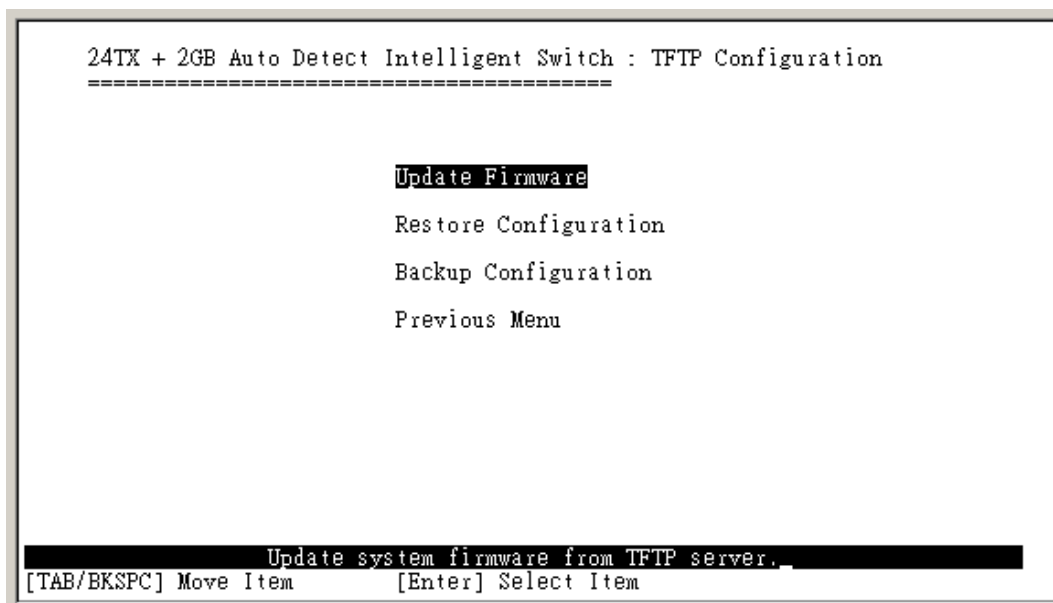 24TX + 2GB Auto Detect Intelligent Switch : TFTP Configuration
=========================================
Update Firmware
Restore Configuration
Backup Configuration
Previous Menu
Update system firmware from TFTP server._
[TAB/BKSPC] Move Item [Enter] Select Item